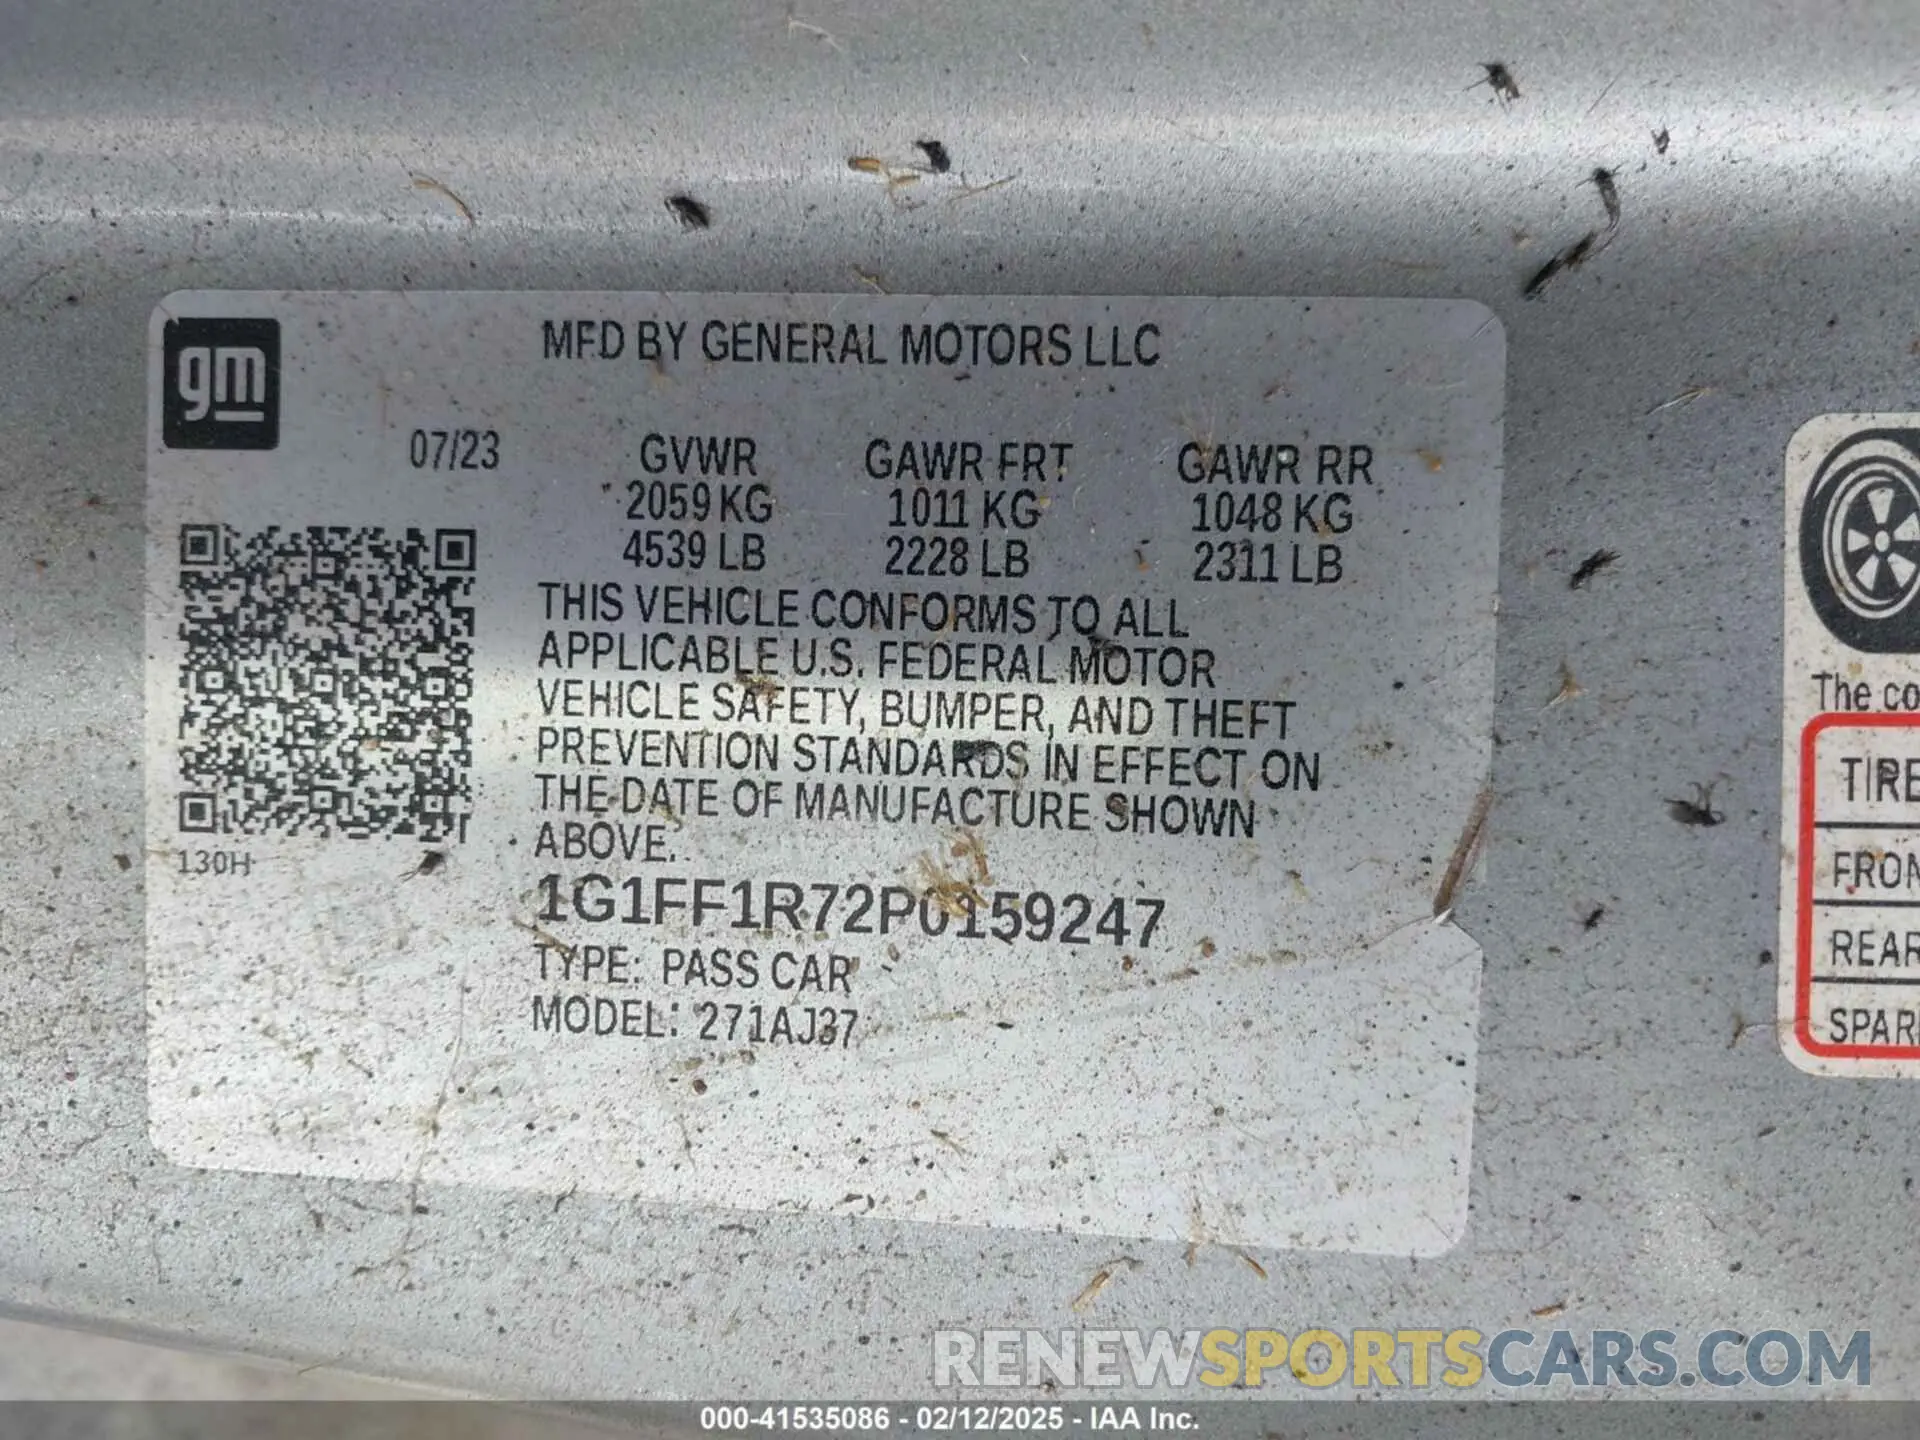 gm
MFD BY GENERAL MOTORS LLC
07/23
GVWR GAWR FRT GAWR RR
2059 KG 1011 KG 1048 KG
4539 LB 2228 LB 2311 LB
THIS VEHICLE CONFORMS TO ALL
APPLICABLE U.S. FEDERAL MOTOR
VEHICLE SAFETY, BUMPER, AND THEFT
PREVENTION STANDARDS IN EFFECT ON
THE DATE OF MANUFACTURE SHOWN
ABOVE.
130H
1G1FF1R72P0159247
TYPE: PASS CAR
MODEL: 271AJ37
The co
TIRE
FRON
REAR
SPAR
RENEWSPORTSCARS.COM
000-41535086 - 02/12/2025 - IAA Inc.